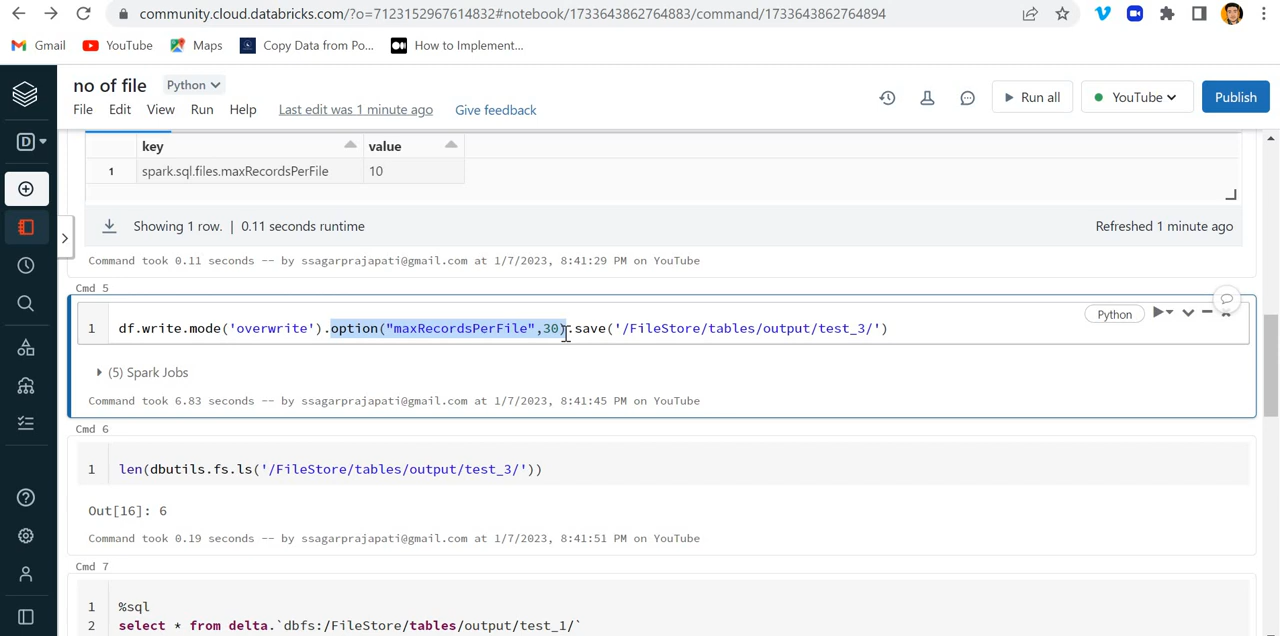 community.cloud.databricks.com/?o=7123152967614832#notebook/1733643862764883/command/1733643862764894
Gmail YouTube Maps Copy Data from Po... How to Implement...
no of file Python
File Edit View Run Help Last edit was 1 minute ago Give feedback
Run all YouTube Publish
D
key value
1 spark.sql.files.maxRecordsPerFile 10
Showing 1 row. | 0.11 seconds runtime Refreshed 1 minute ago
Command took 0.11 seconds -- by ssagarprajapati@gmail.com at 1/7/2023, 8:41:29 PM on YouTube
Cmd 5
Python
1 df.write.mode('overwrite').option("maxRecordsPerFile",30).save('/FileStore/tables/output/test_3/')
(5) Spark Jobs
Command took 6.83 seconds -- by ssagarprajapati@gmail.com at 1/7/2023, 8:41:45 PM on YouTube
Cmd 6
1 len(dbutils.fs.ls('/FileStore/tables/output/test_3/'))
Out[16]: 6
Command took 0.19 seconds -- by ssagarprajapati@gmail.com at 1/7/2023, 8:41:51 PM on YouTube
Cmd 7
1 %sql
2 select * from delta.`dbfs:/FileStore/tables/output/test_1/`